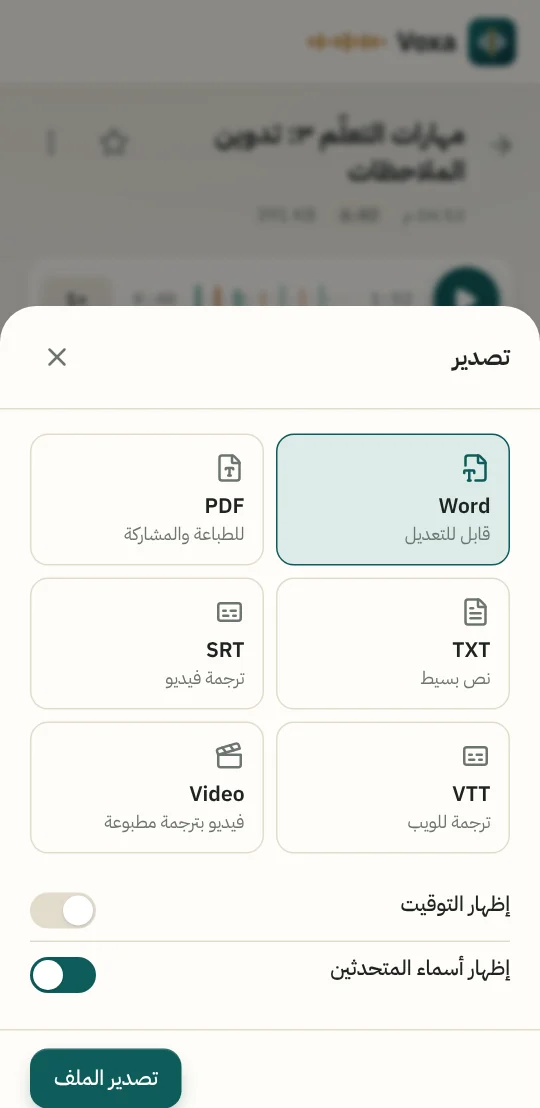 Voxa
مهارات التعلّم ٣: تدوين
الملاحظات
تصدير
Word
قابل للتعديل
PDF
للطباعة والمشاركة
TXT
نص بسيط
SRT
ترجمة فيديو
VTT
ترجمة للويب
Video
فيديو بترجمة مطبوعة
إظهار التوقيت
إظهار أسماء المتحدثين
تصدير الملف